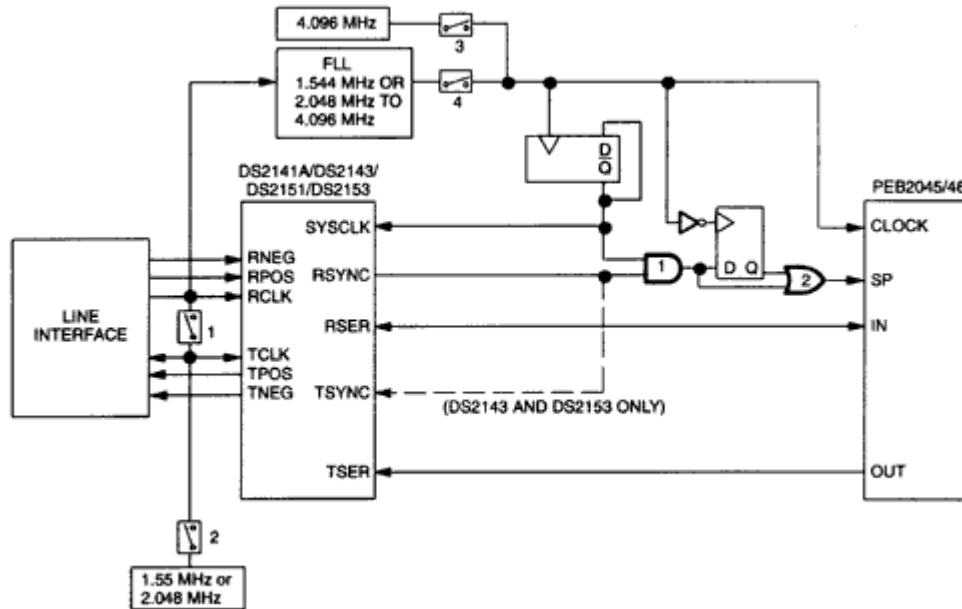 4.096 MHz
3
FLL
1.544 MHz OR
2.048 MHz TO
4.096 MHz
4
D
Q
DS2141A/DS2143/
DS2151/DS2153
PEB2045/46
SYSCLK
CLOCK
RNEG
RPOS
RCLK
RSYNC
1
D Q
2
SP
LINE
INTERFACE
1
RSER
IN
TCLK
TPOS
TNEG
TSYNC
(DS2143 AND DS2153 ONLY)
TSER
OUT
2
1.55 MHz or
2.048 MHz